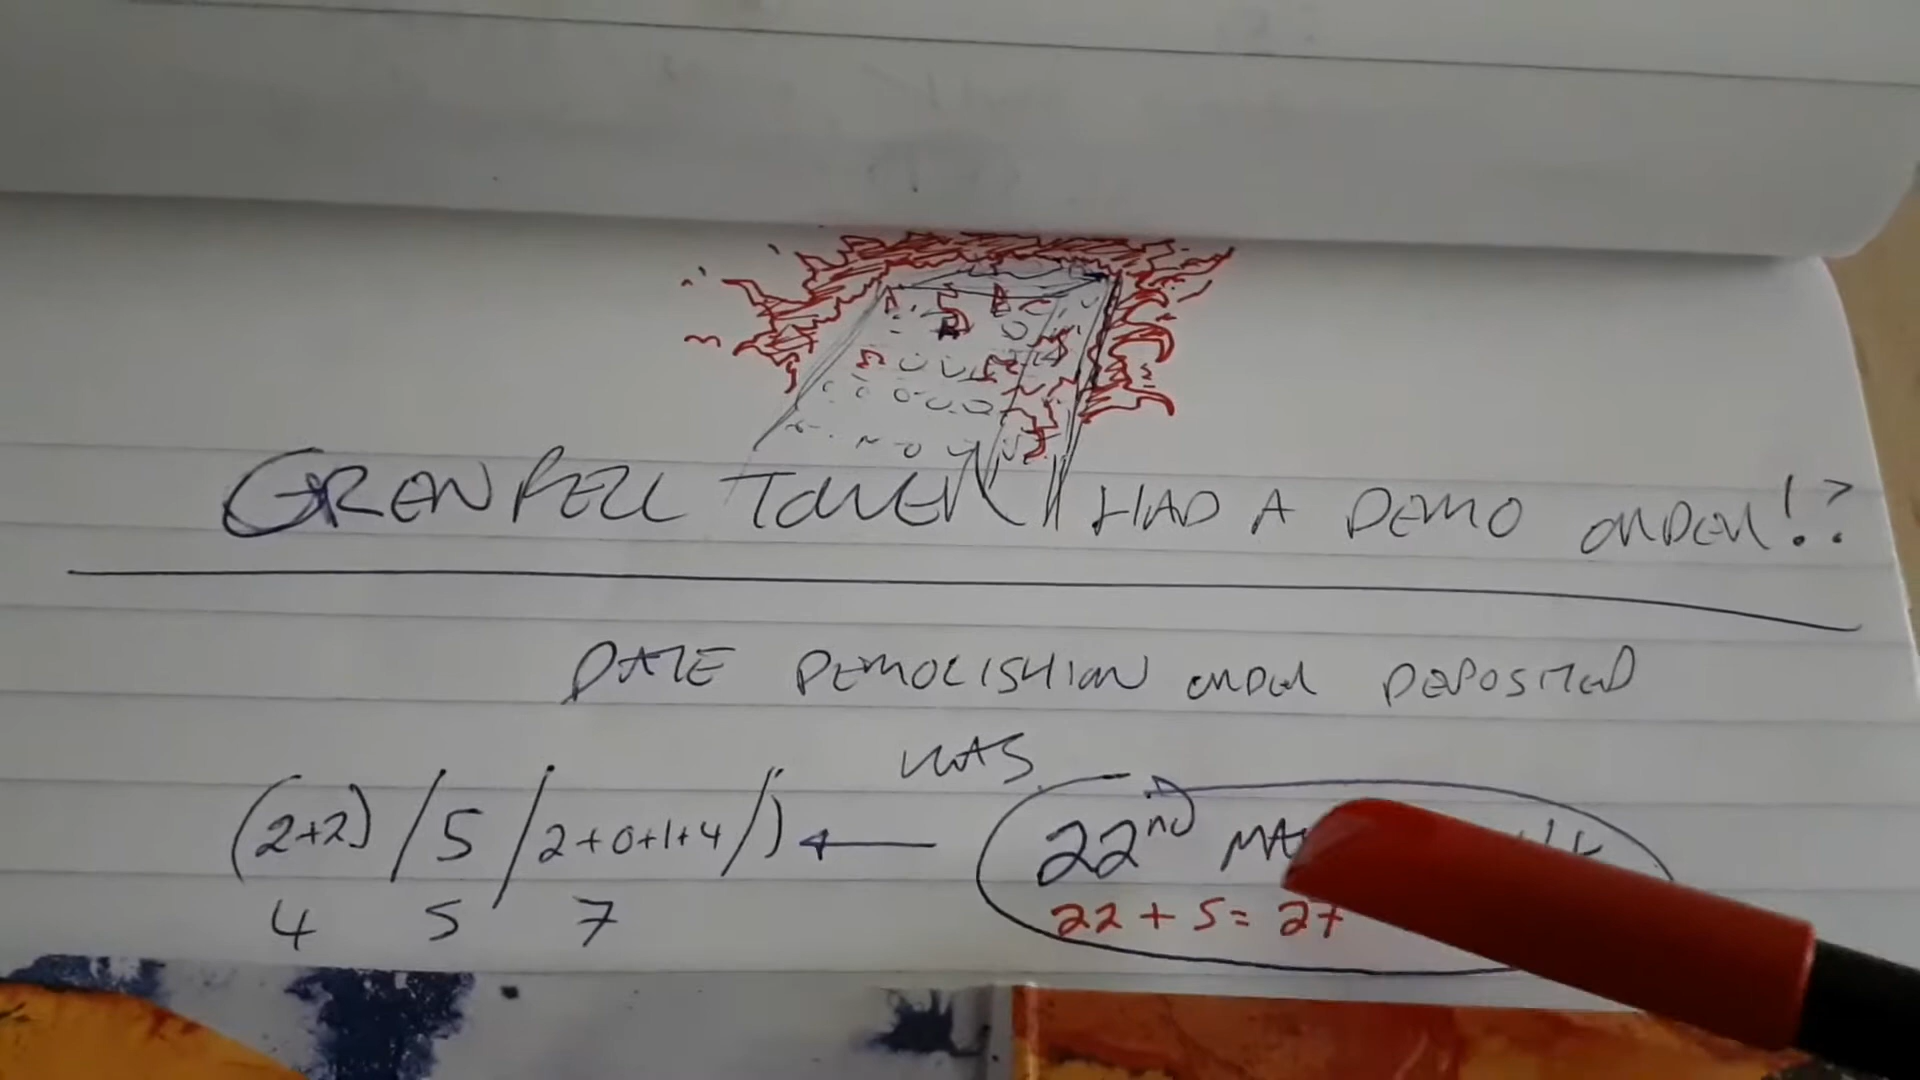 GRENFELL TOWER HAD A DEMO ORDER!?
DATE DEMOLISHION ORDER DEPOSITED
WAS
(2+2) / 5 / 2+0+1+4 /) ← 22nd
4 5 7 22 + 5 = 27